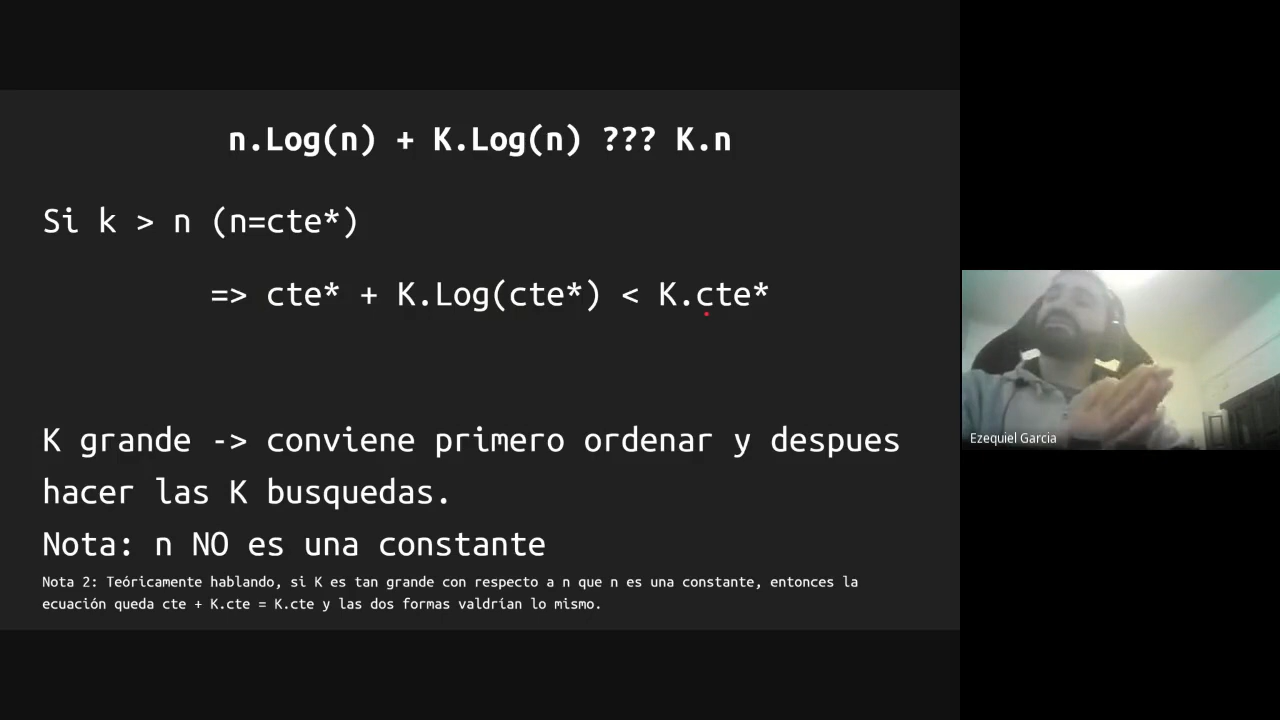 n.Log(n) + K.Log(n) ??? K.n
Si k > n (n=cte*)
=> cte* + K.Log(cte*) < K.cte*
K grande -> conviene primero ordenar y despues
hacer las K busquedas.
Nota: n NO es una constante
Nota 2: Teóricamente hablando, si K es tan grande con respecto a n que n es una constante, entonces la
ecuación queda cte + K.cte = K.cte y las dos formas valdrían lo mismo.
Ezequiel Garcia